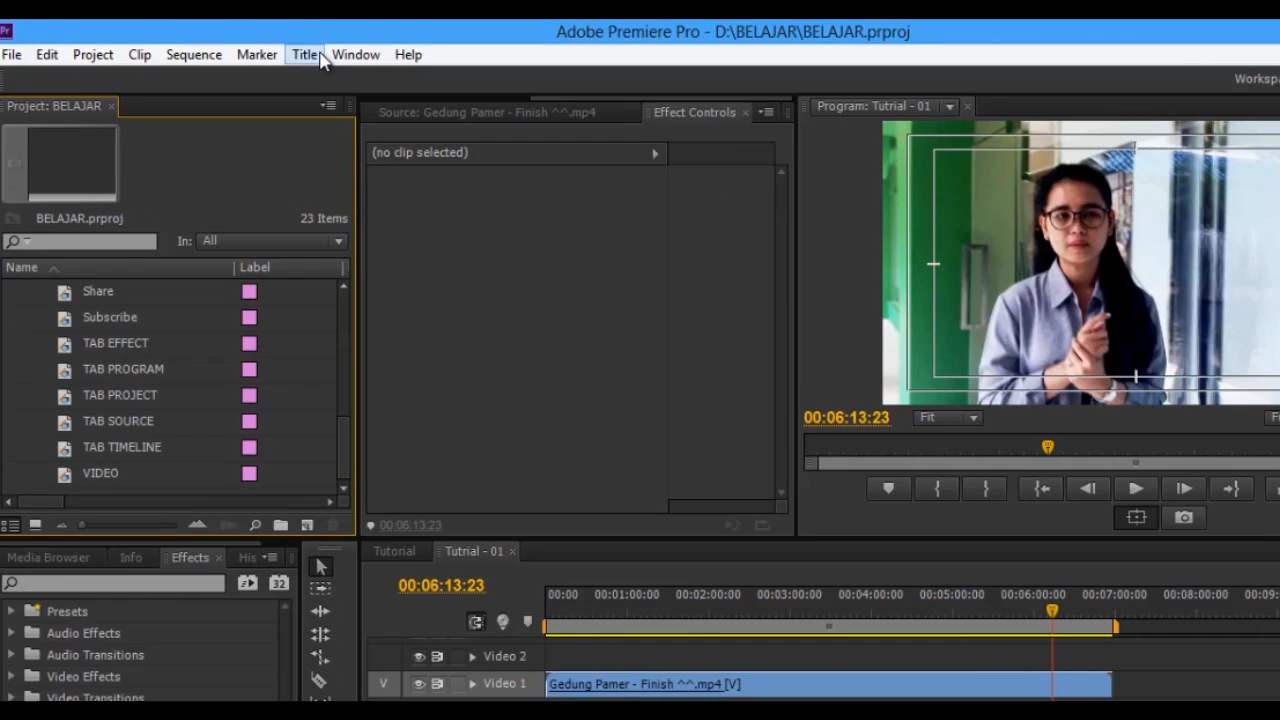 Pr
Adobe Premiere Pro - D:\BELAJAR\BELAJAR.prproj
File Edit Project Clip Sequence Marker Title Window Help
Workspa
Project: BELAJAR ×
Source: Gedung Pamer - Finish ^^.mp4
Effect Controls ×
Program: Tutrial - 01 ×
(no clip selected)
BELAJAR.prproj 23 Items
In: All
Name Label
Share
Subscribe
TAB EFFECT
TAB PROGRAM
TAB PROJECT
TAB SOURCE
TAB TIMELINE
VIDEO
00:06:13:23
00:06:13:23 Fit
Media Browser Info Effects × His
32
Presets
Audio Effects
Audio Transitions
Video Effects
Video Transitions
Tutorial Tutrial - 01 ×
00:06:13:23
00:00 00:01:00:00 00:02:00:00 00:03:00:00 00:04:00:00 00:05:00:00 00:06:00:00 00:07:00:00 00:08:00:00 00:09:
Video 2
V Video 1 Gedung Pamer - Finish ^^.mp4 [V]